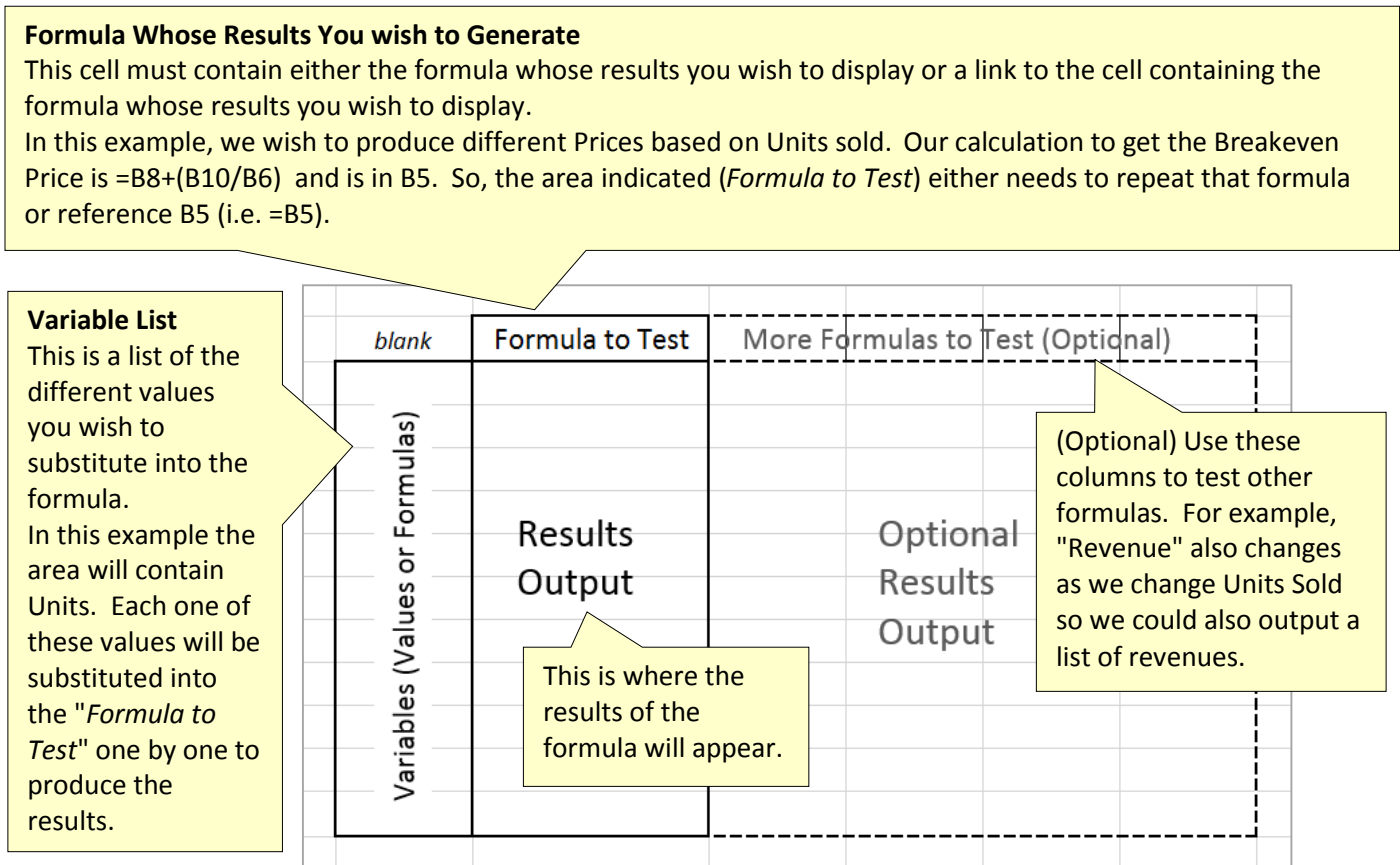 Formula Whose Results You wish to Generate
This cell must contain either the formula whose results you wish to display or a link to the cell containing the
formula whose results you wish to display.
In this example, we wish to produce different Prices based on Units sold.  Our calculation to get the Breakeven
Price is =B8+(B10/B6)  and is in B5.  So, the area indicated (Formula to Test) either needs to repeat that formula
or reference B5 (i.e. =B5).
Variable List
This is a list of the
different values
you wish to
substitute into the
formula.
In this example the
area will contain
Units.  Each one of
these values will be
substituted into
the "Formula to
Test" one by one to
produce the
results.
blank
Formula to Test
More Formulas to Test (Optional)
Variables (Values or Formulas)
Results
Output
This is where the
results of the
formula will appear.
Optional
Results
Output
(Optional) Use these
columns to test other
formulas.  For example,
"Revenue" also changes
as we change Units Sold
so we could also output a
list of revenues.